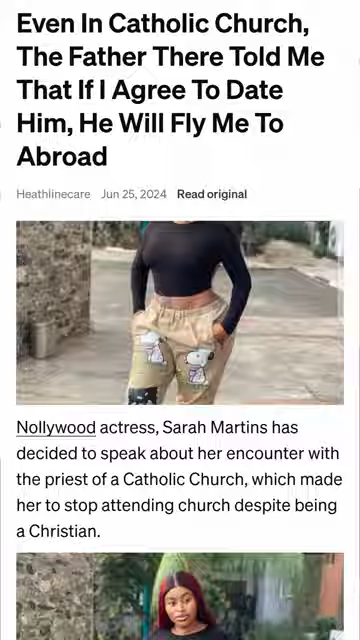 Even In Catholic Church,
The Father There Told Me
That If I Agree To Date
Him, He Will Fly Me To
Abroad
Heathlinecare Jun 25, 2024 Read original
Nollywood actress, Sarah Martins has
decided to speak about her encounter with
the priest of a Catholic Church, which made
her to stop attending church despite being
a Christian.